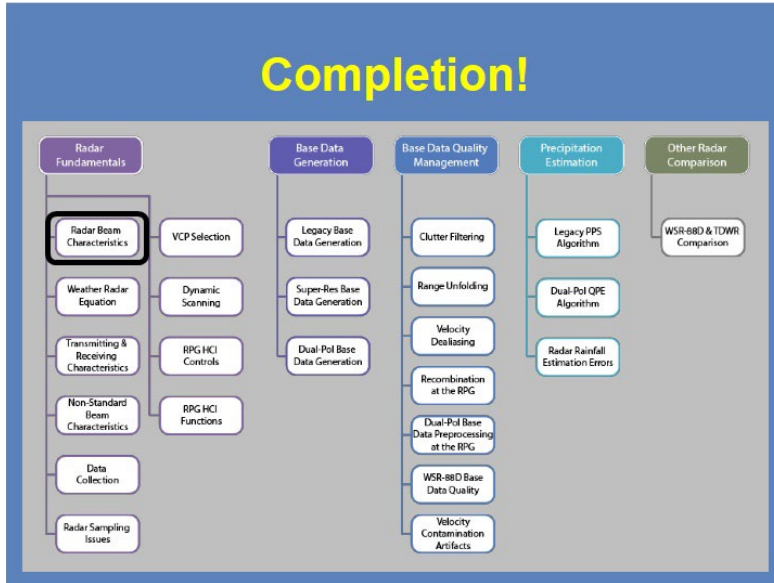 Completion!
Radar
Fundamentals
Radar Beam
Characteristics
Weather Radar
Equation
Transmitting &
Receiving
Characteristics
Non-Standard
Beam
Characteristics
Data
Collection
Radar Sampling
Issues
VCP Selection
Dynamic
Scanning
RPG HCI
Controls
RPG HCI
Functions
Base Data
Generation
Legacy Base
Data Generation
Super-Res Base
Data Generation
Dual-Pol Base
Data Generation
Base Data Quality
Management
Clutter Filtering
Range Unfolding
Velocity
Dealiasing
Recombination
at the RPG
Dual-Pol Base
Data Preprocessing
at the RPG
WSR-88D Base
Data Quality
Velocity
Contamination
Artifacts
Precipitation
Estimation
Legacy PPS
Algorithm
Dual-Pol QPE
Algorithm
Radar Rainfall
Estimation Errors
Other Radar
Comparison
WSR-88D & TDWR
Comparison